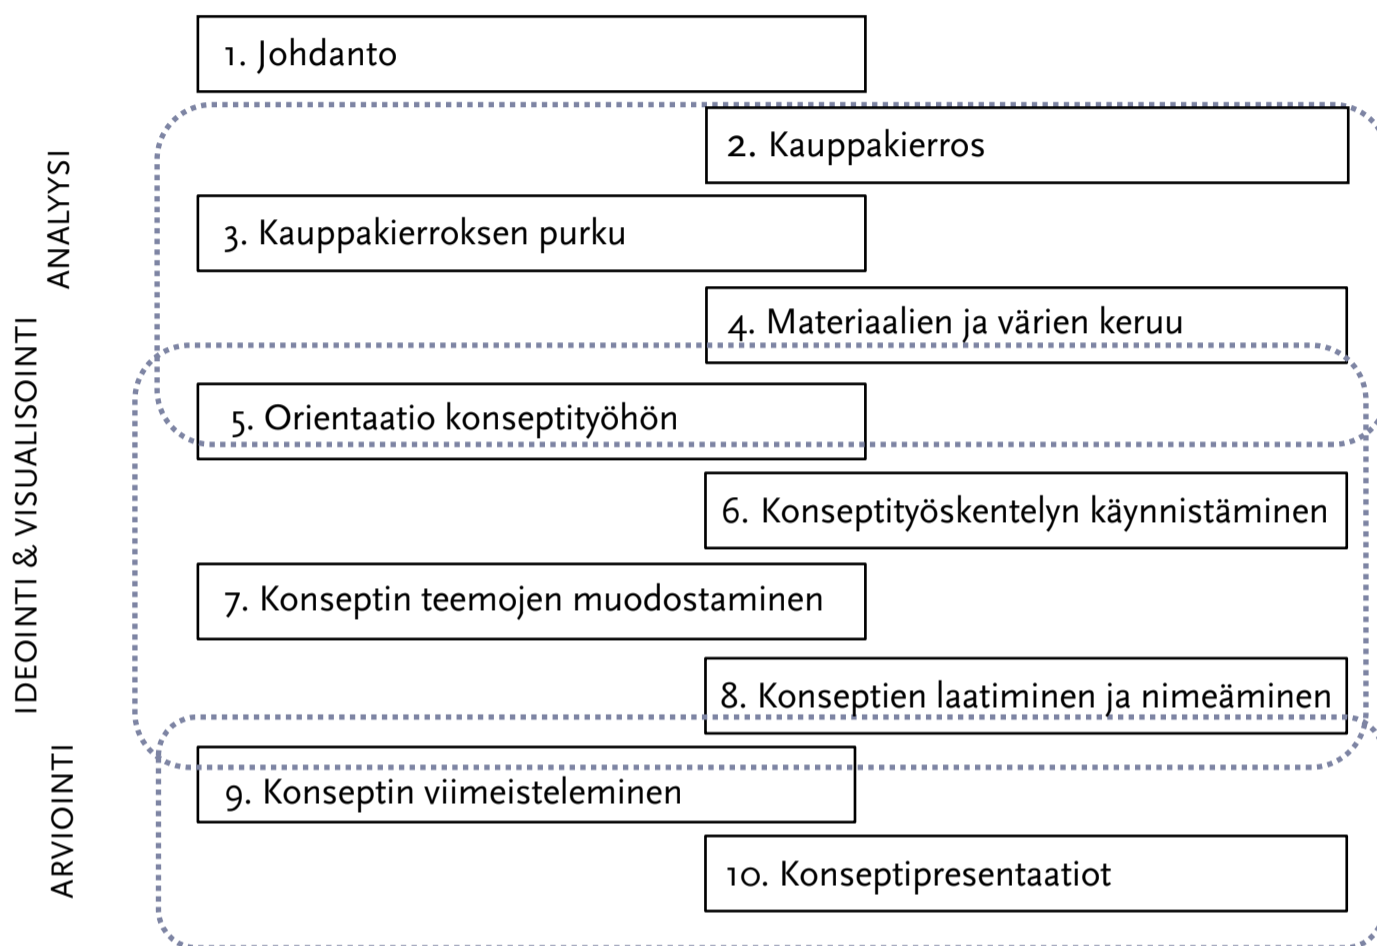 1. Johdanto
2. Kauppakierros
ANALYYSI
3. Kauppakierroksen purku
4. Materiaalien ja värien keruu
IDEOINTI & VISUALISOINTI
5. Orientaatio konseptityöhön
6. Konseptityöskentelyn käynnistäminen
7. Konseptin teemojen muodostaminen
8. Konseptien laatiminen ja nimeäminen
ARVIOINTI
9. Konseptin viimeisteleminen
10. Konseptipresentaatiot